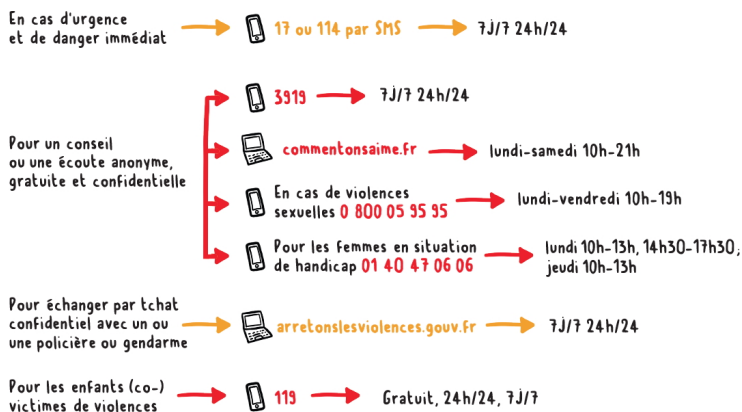 En cas d'urgence
et de danger immédiat
17 ou 114 par SMS
7J/7 24h/24
Pour un conseil
ou une écoute anonyme,
gratuite et confidentielle
3919
7J/7 24h/24
commentonsaime.fr
lundi-samedi 10h-21h
En cas de violences
sexuelles 0 800 05 95 95
lundi-vendredi 10h-19h
Pour les femmes en situation
de handicap 01 40 47 06 06
lundi 10h-13h, 14h30-17h30,
jeudi 10h-13h
Pour échanger par tchat
confidentiel avec un ou
une policière ou gendarme
arretonslesviolences.gouv.fr
7J/7 24h/24
Pour les enfants (co-)
victimes de violences
119
Gratuit, 24h/24, 7J/7